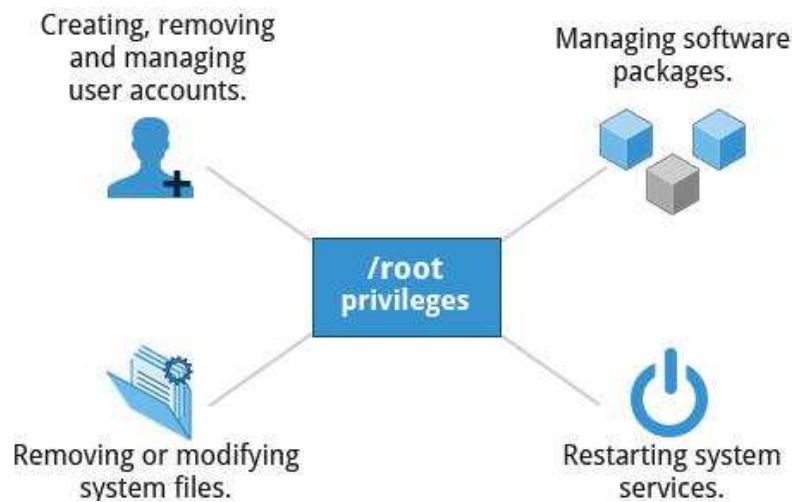 Creating, removing
and managing
user accounts.
Managing software
packages.
/root
privileges
Removing or modifying
system files.
Restarting system
services.